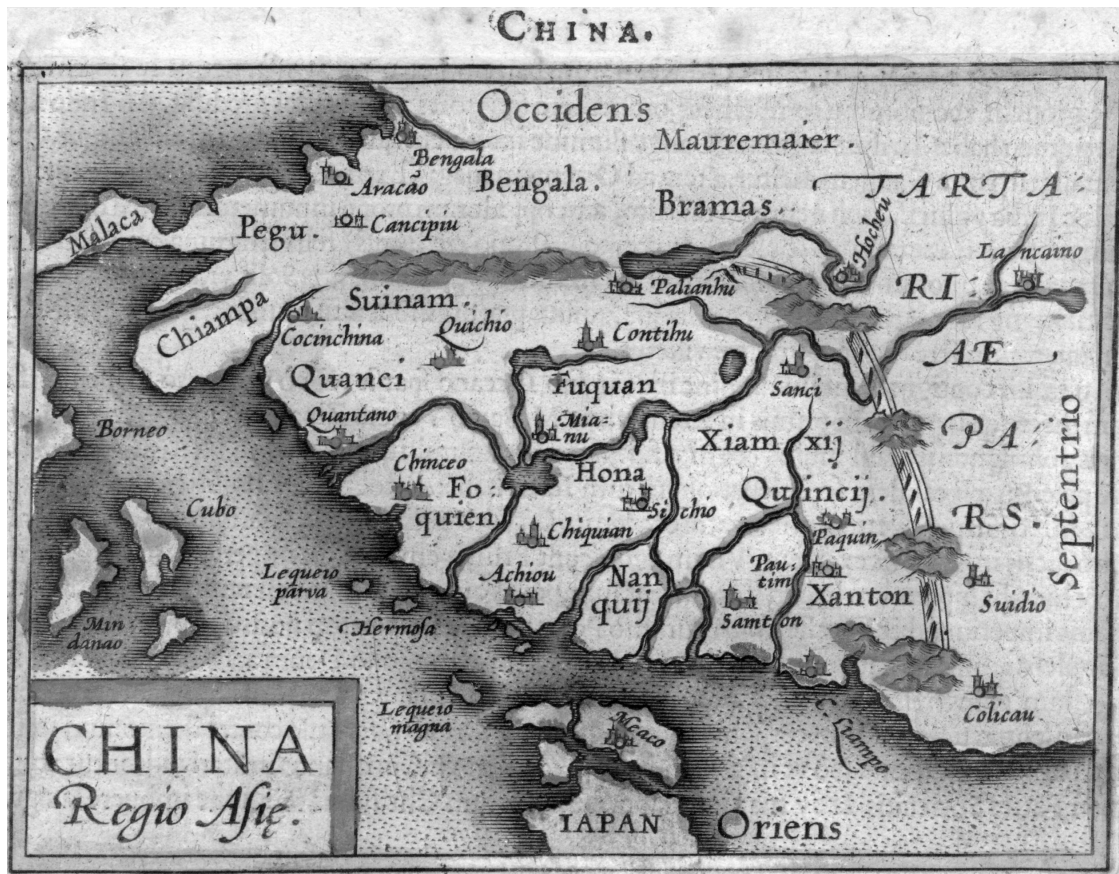 CHINA.
Occidens
Mauremaier.
Bengala
Bengala.
TARTA:
Aracão
Bramas.
Hocheu
Malaca
Cancipiu
Pegu.
Lancaino
RI:
Palianhu
Suinam.
Chiampa
Cocinchina
Quichio
Contihu
AE
Quanci
Fuquan
Sanci
Quantano
Mia-
nu
Borneo
Xiam xij
PA:
Septentrio
Chinceo
Hona
Fo:
quien
Quincij.
Cubo
Sichio
RS.
Chiquian
Paquin
Lequeio
parva
Achiou
Nan
quij
Pau:
tim
Xanton
Suidio
Samton
Min
danao
Hermosa
Lequeio
magna
Colicau.
Meaco
C. Liampo
CHINA
Regio Asię.
IAPAN
Oriens